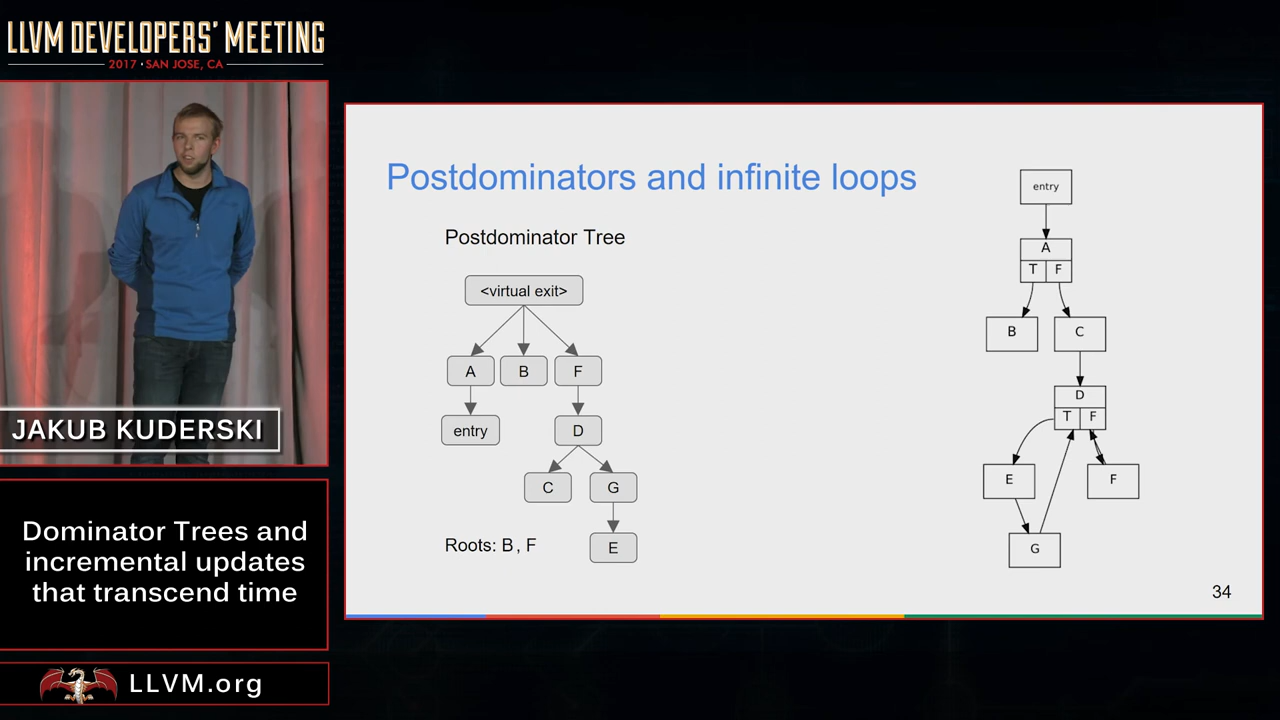 LLVM DEVELOPERS' MEETING
2017 · SAN JOSE, CA
JAKUB KUDERSKI
Dominator Trees and
incremental updates
that transcend time
LLVM.org
Postdominators and infinite loops
Postdominator Tree
<virtual exit>
A B F
entry D
C G
E
Roots: B, F
entry
A
T F
B C
D
T F
E F
G
34